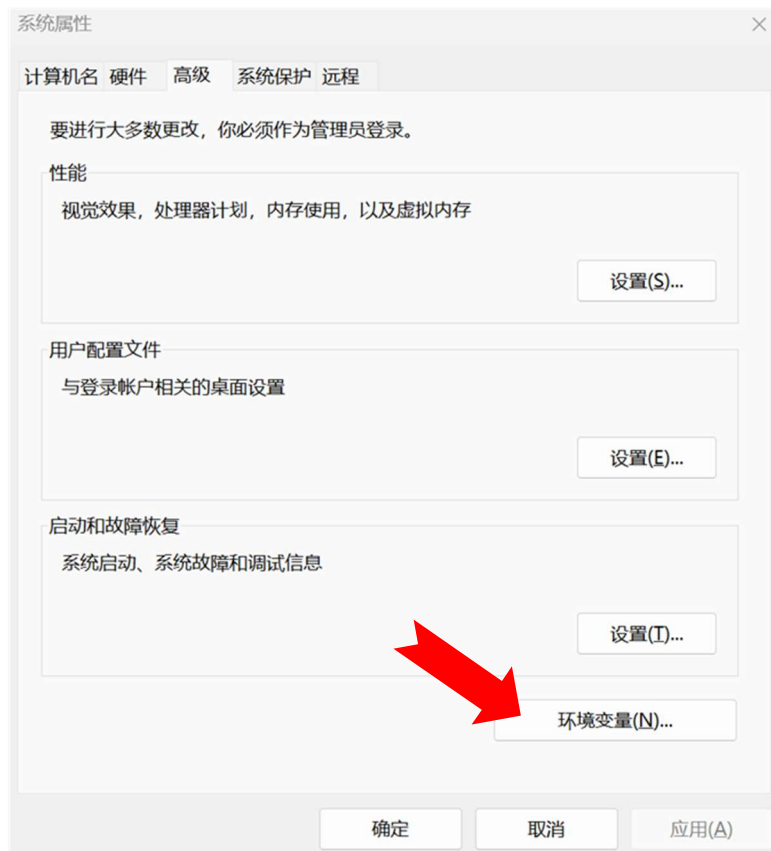 系统属性
计算机名 硬件 高级 系统保护 远程
要进行大多数更改，你必须作为管理员登录。
性能
视觉效果，处理器计划，内存使用，以及虚拟内存
设置(S)...
用户配置文件
与登录帐户相关的桌面设置
设置(E)...
启动和故障恢复
系统启动、系统故障和调试信息
设置(T)...
环境变量(N)...
确定 取消 应用(A)